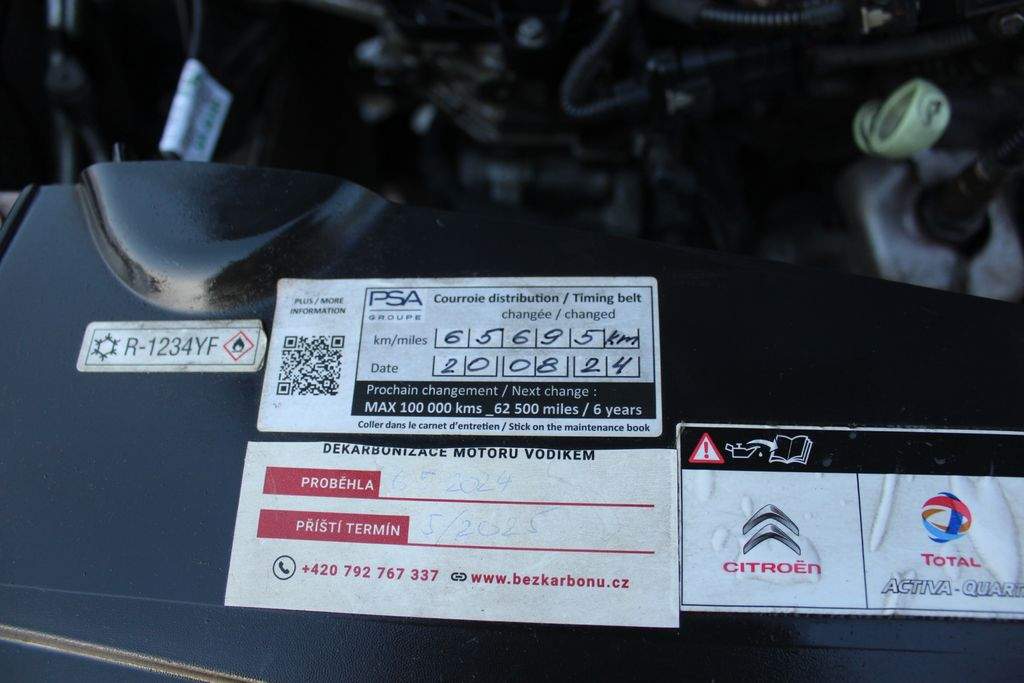 R-1234YF
PLUS / MORE
INFORMATION
PSA
GROUPE
Courroie distribution / Timing belt
changée / changed
km/miles 65695 km
Date 20 08 24
Prochain changement / Next change :
MAX 100 000 kms _62 500 miles / 6 years
Coller dans le carnet d'entretien / Stick on the maintenance book
DEKARBONIZACE MOTORU VODÍKEM
PROBĚHLA 2024
PŘÍŠTÍ TERMÍN 5/2025
+420 792 767 337 www.bezkarbonu.cz
CITROËN
TOTAL
ACTIVA-QUART